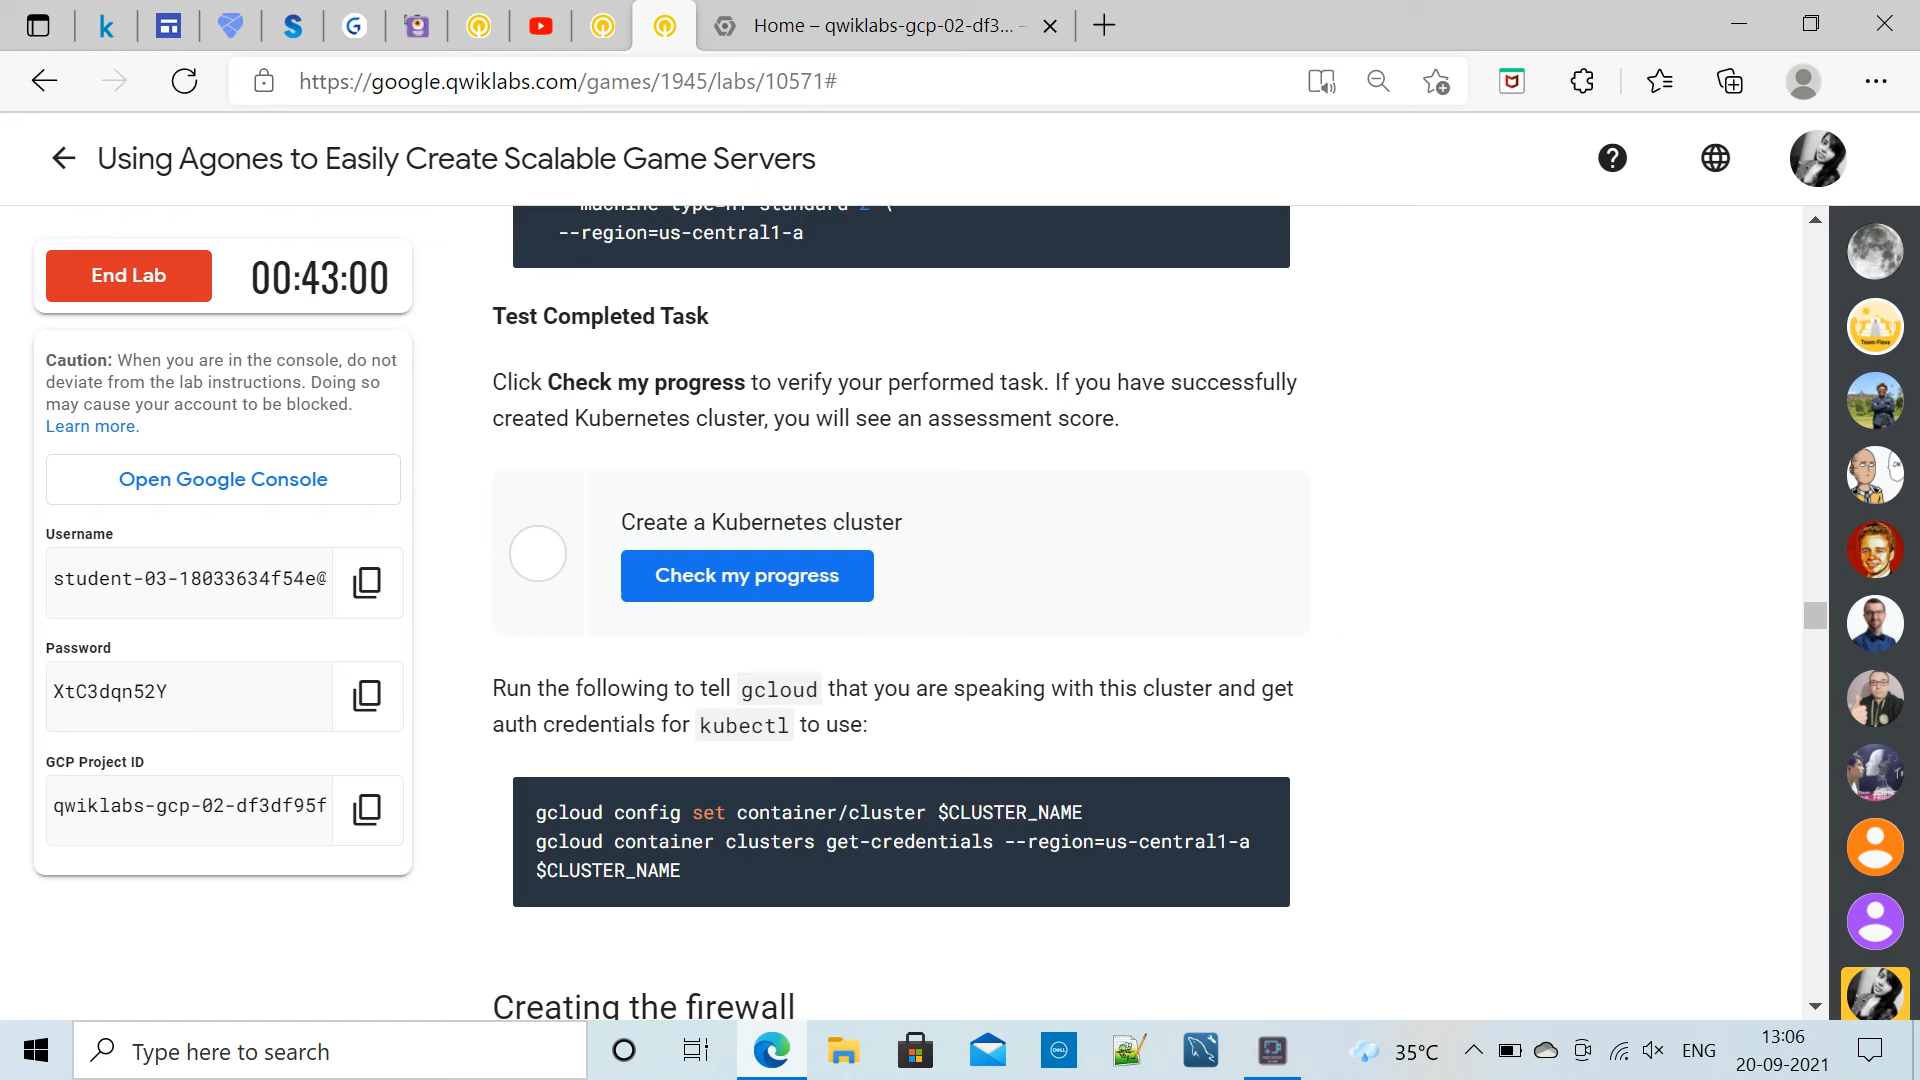 Home – qwiklabs-gcp-02-df3...
https://google.qwiklabs.com/games/1945/labs/10571#
Using Agones to Easily Create Scalable Game Servers
--region=us-central1-a
End Lab
00:43:00
Caution: When you are in the console, do not
deviate from the lab instructions. Doing so
may cause your account to be blocked.
Learn more.
Open Google Console
Username
student-03-18033634f54e@
Password
XtC3dqn52Y
GCP Project ID
qwiklabs-gcp-02-df3df95f
Test Completed Task
Click Check my progress to verify your performed task. If you have successfully
created Kubernetes cluster, you will see an assessment score.
Create a Kubernetes cluster
Check my progress
Run the following to tell gcloud that you are speaking with this cluster and get
auth credentials for kubectl to use:
gcloud config set container/cluster $CLUSTER_NAME
gcloud container clusters get-credentials --region=us-central1-a
$CLUSTER_NAME
Creating the firewall
Type here to search
35°C
ENG
13:06
20-09-2021